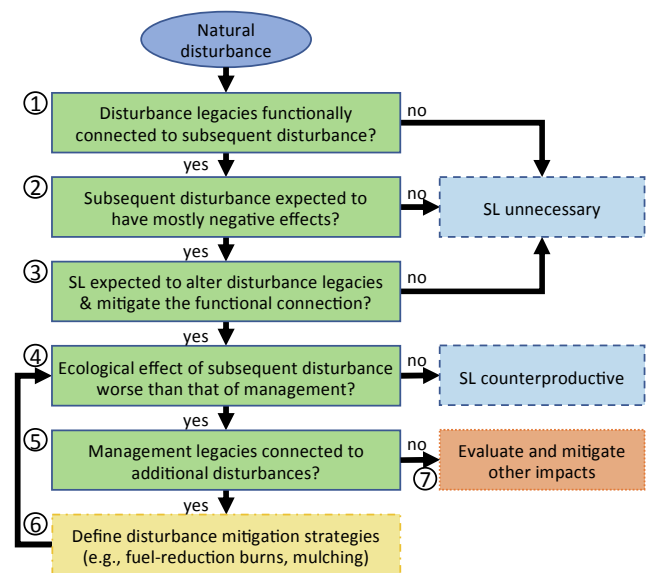 Natural
disturbance
①
Disturbance legacies functionally
connected to subsequent disturbance?
no
yes
②
Subsequent disturbance expected to
have mostly negative effects?
no
SL unnecessary
yes
③
SL expected to alter disturbance legacies
& mitigate the functional connection?
no
yes
④
Ecological effect of subsequent disturbance
worse than that of management?
no
SL counterproductive
yes
⑤
Management legacies connected to
additional disturbances?
no
⑦
Evaluate and mitigate
other impacts
yes
⑥
Define disturbance mitigation strategies
(e.g., fuel-reduction burns, mulching)